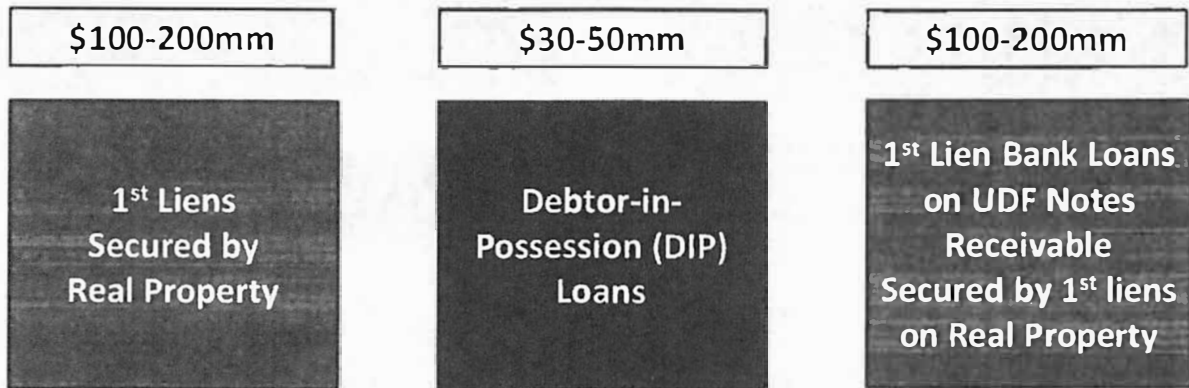 $100-200mm
$30-50mm
$100-200mm
1st Liens
Secured by
Real Property
Debtor-in-
Possession (DIP)
Loans
1st Lien Bank Loans
on UDF Notes
Receivable
Secured by 1st liens
on Real Property